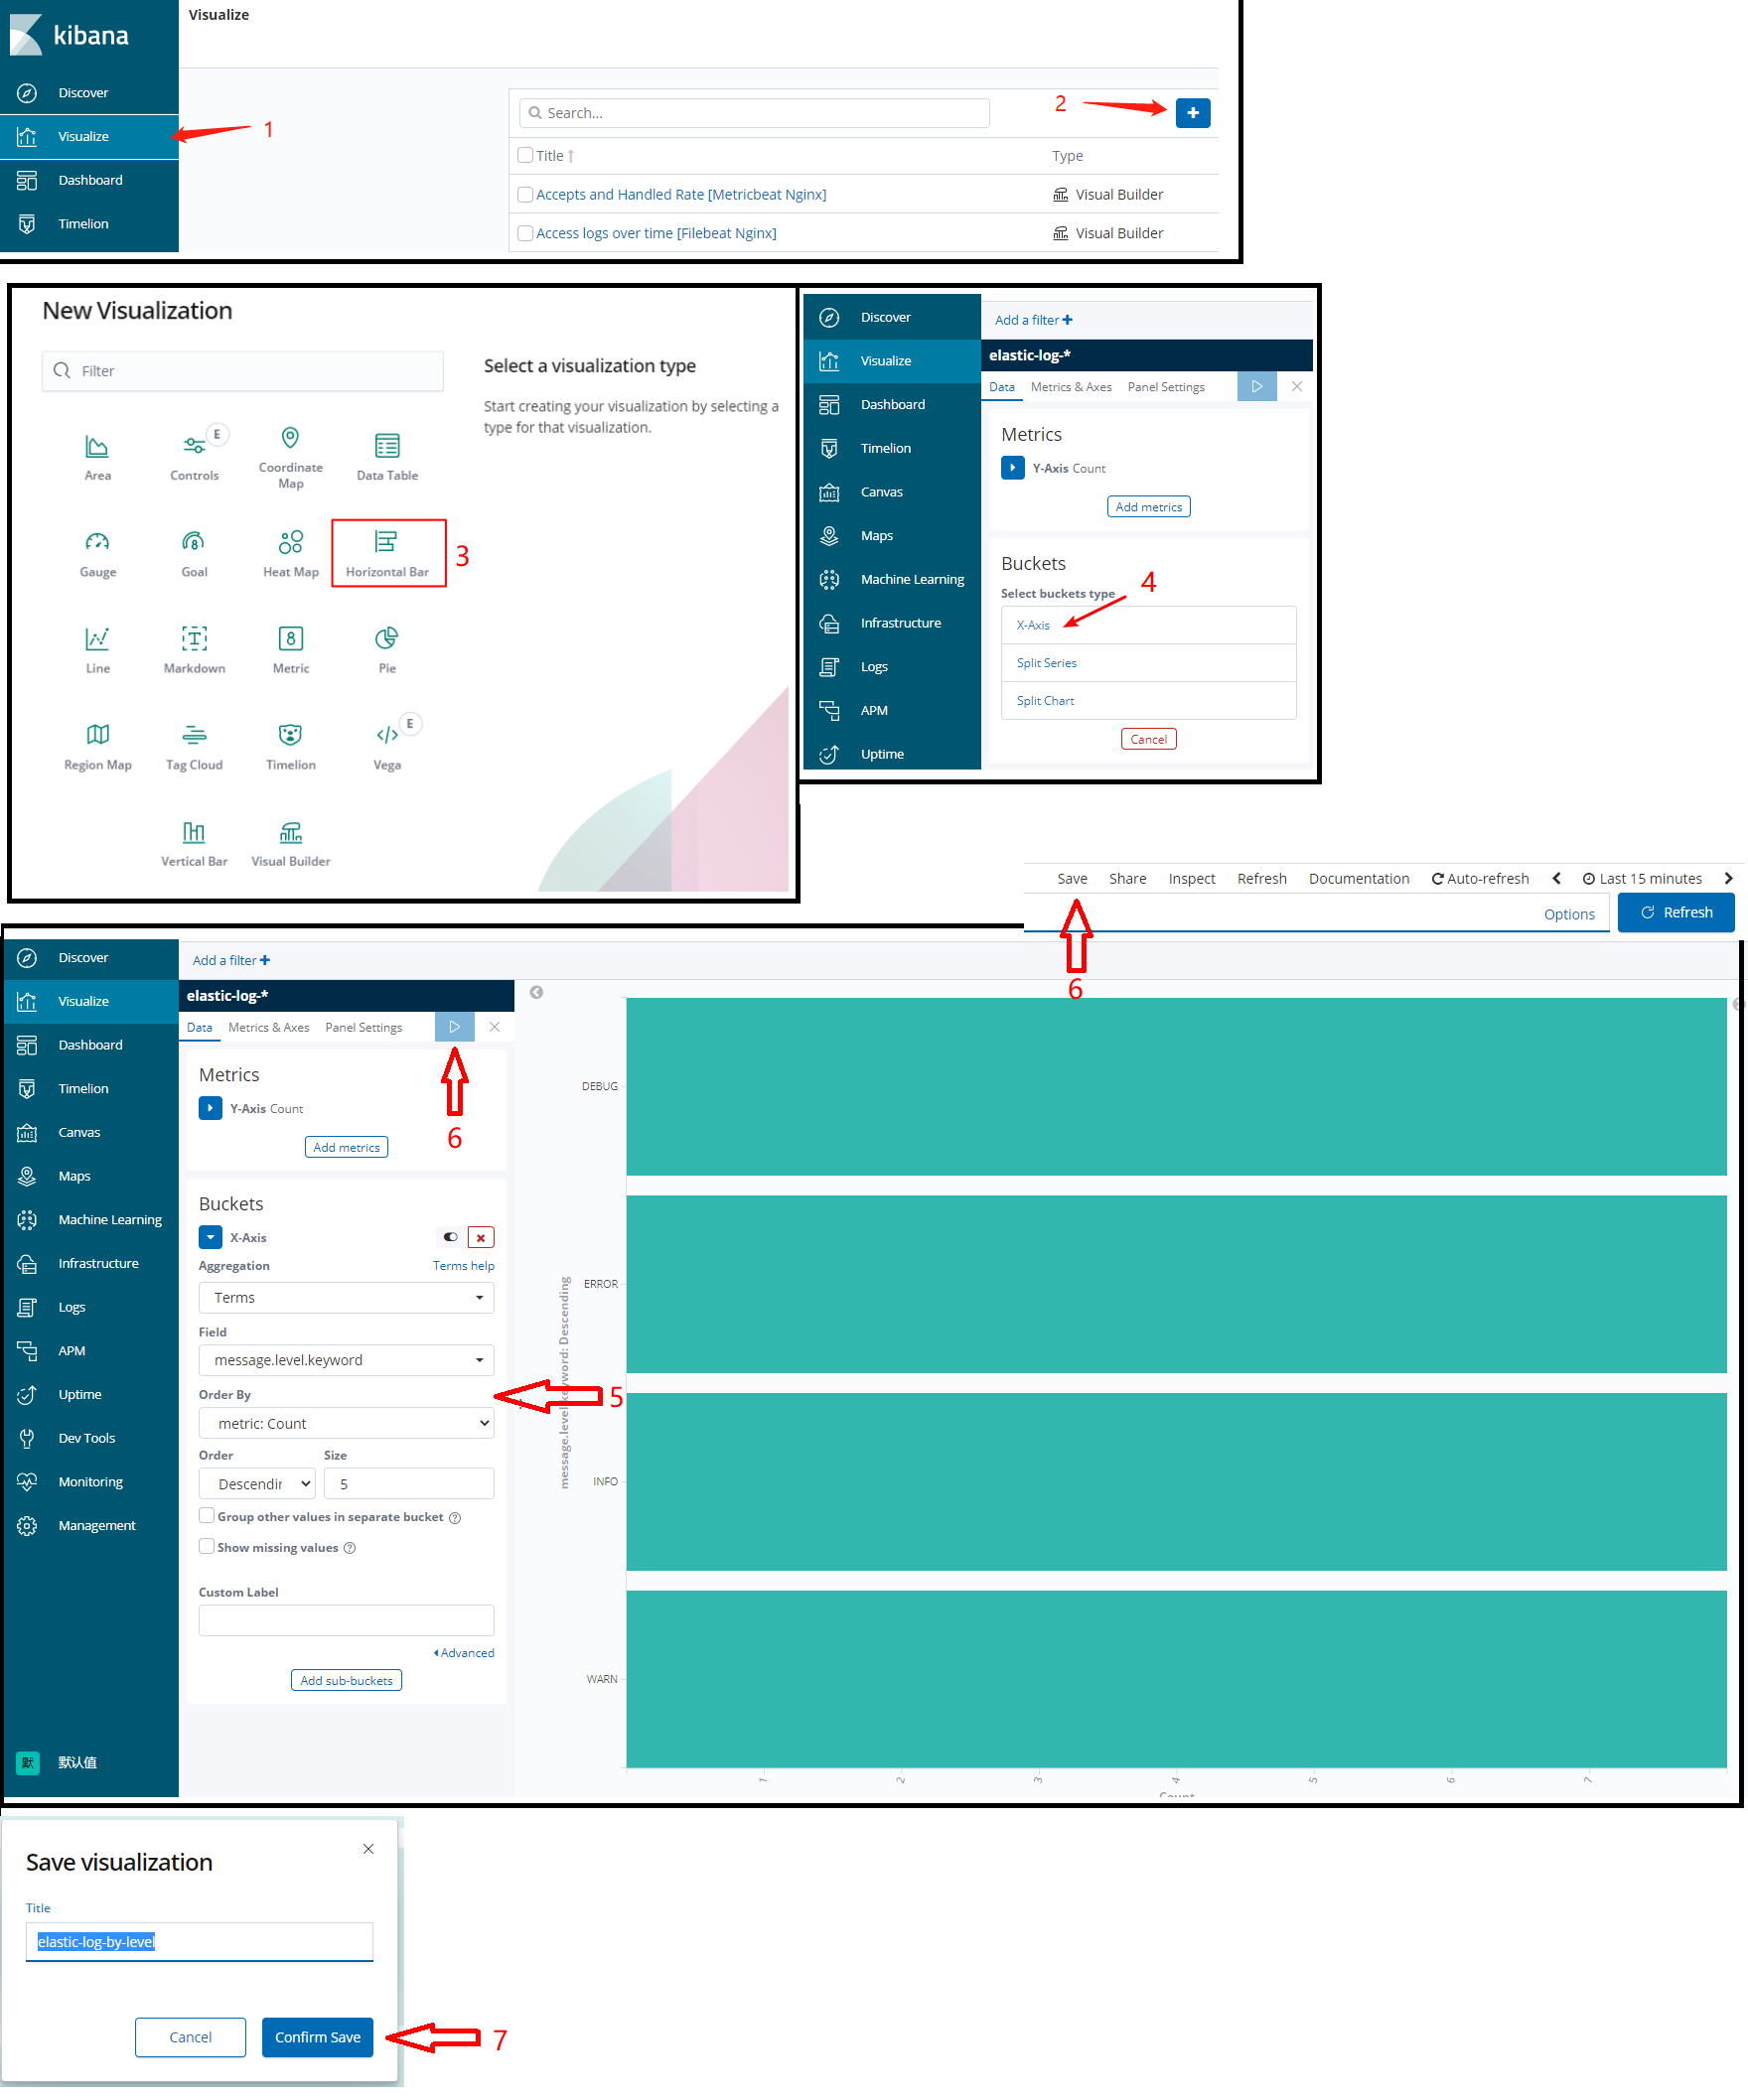 kibana
Visualize
Discover
Visualize
1
Dashboard
Timelion
Search...
2
Title
Type
Accepts and Handled Rate [Metricbeat Nginx]
Visual Builder
Access logs over time [Filebeat Nginx]
Visual Builder
New Visualization
Filter
Select a visualization type
Start creating your visualization by selecting a
type for that visualization.
E
Area
Controls
Coordinate
Map
Data Table
Gauge
8
Goal
Heat Map
Horizontal Bar
3
Line
T
Markdown
8
Metric
Pie
E
Region Map
Tag Cloud
Timelion
Vega
Vertical Bar
Visual Builder
Discover
Visualize
Dashboard
Timelion
Canvas
Maps
Machine Learning
Infrastructure
Logs
APM
Uptime
Add a filter
elastic-log-*
Data
Metrics & Axes
Panel Settings
Metrics
Y-Axis Count
Add metrics
Buckets
Select buckets type
4
X-Axis
Split Series
Split Chart
Cancel
Save
Share
Inspect
Refresh
Documentation
Auto-refresh
Last 15 minutes
Options
Refresh
6
Discover
Visualize
Dashboard
Timelion
Canvas
Maps
Machine Learning
Infrastructure
Logs
APM
Uptime
Dev Tools
Monitoring
Management
默 默认值
Add a filter
elastic-log-*
Data
Metrics & Axes
Panel Settings
Metrics
Y-Axis Count
6
Add metrics
Buckets
X-Axis
Aggregation
Terms help
Terms
Field
message.level.keyword
Order By
5
metric: Count
Order
Size
Descendir
5
Group other values in separate bucket
Show missing values
Custom Label
Advanced
Add sub-buckets
message.level.keyword: Descending
DEBUG
ERROR
INFO
WARN
1
2
3
4
5
6
7
Count
Save visualization
Title
elastic-log-by-level
Cancel
Confirm Save
7